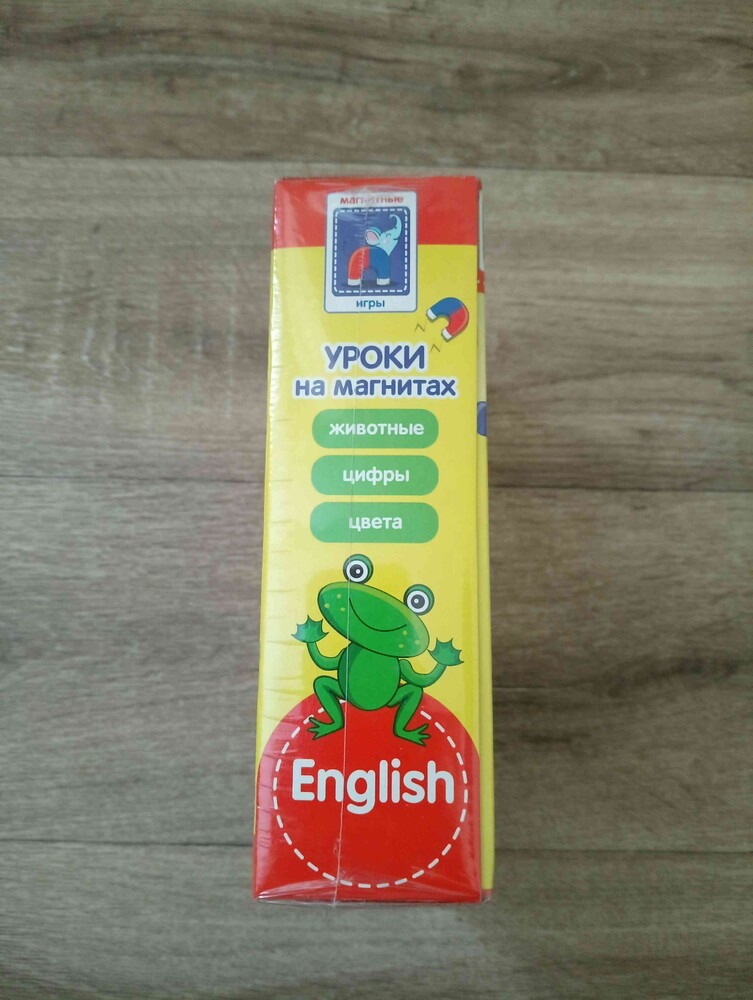 магнитные
игры
УРОКИ
на магнитах
животные
цифры
цвета
English